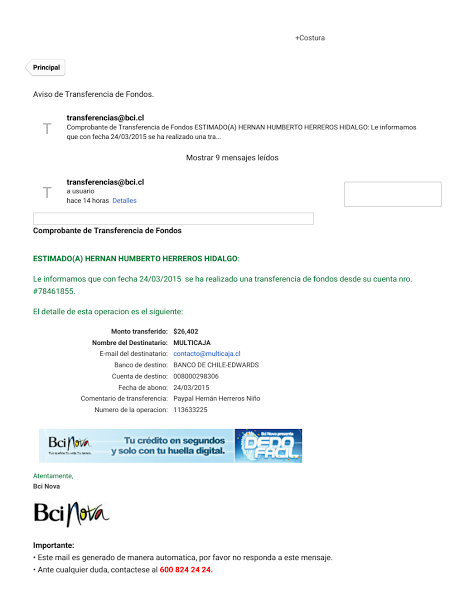 +Costura
Principal
Aviso de Transferencia de Fondos.
T
transferencias@bci.cl
Comprobante de Transferencia de Fondos ESTIMADO(A) HERNAN HUMBERTO HERREROS HIDALGO: Le informamos
que con fecha 24/03/2015 se ha realizado una tra...
Mostrar 9 mensajes leídos
T
transferencias@bci.cl
a usuario
hace 14 horas Detalles
Comprobante de Transferencia de Fondos
ESTIMADO(A) HERNAN HUMBERTO HERREROS HIDALGO:
Le informamos que con fecha 24/03/2015 se ha realizado una transferencia de fondos desde su cuenta nro.
#78461855.
El detalle de esta operacion es el siguiente:
Monto transferido: $26,402
Nombre del Destinatario: MULTICAJA
E-mail del destinatario: contacto@multicaja.cl
Banco de destino: BANCO DE CHILE-EDWARDS
Cuenta de destino: 008000298306
Fecha de abono: 24/03/2015
Comentario de transferencia: Paypal Hernán Herreros Niño
Numero de la operacion: 113633225
Bci Nova
Tu crédito en segundos
y solo con tu huella digital.
Bci Nova presenta
DEDO
FACIL
Atentamente,
Bci Nova
Bci Nova
Importante:
• Este mail es generado de manera automatica, por favor no responda a este mensaje.
• Ante cualquier duda, contactese al 600 824 24 24.